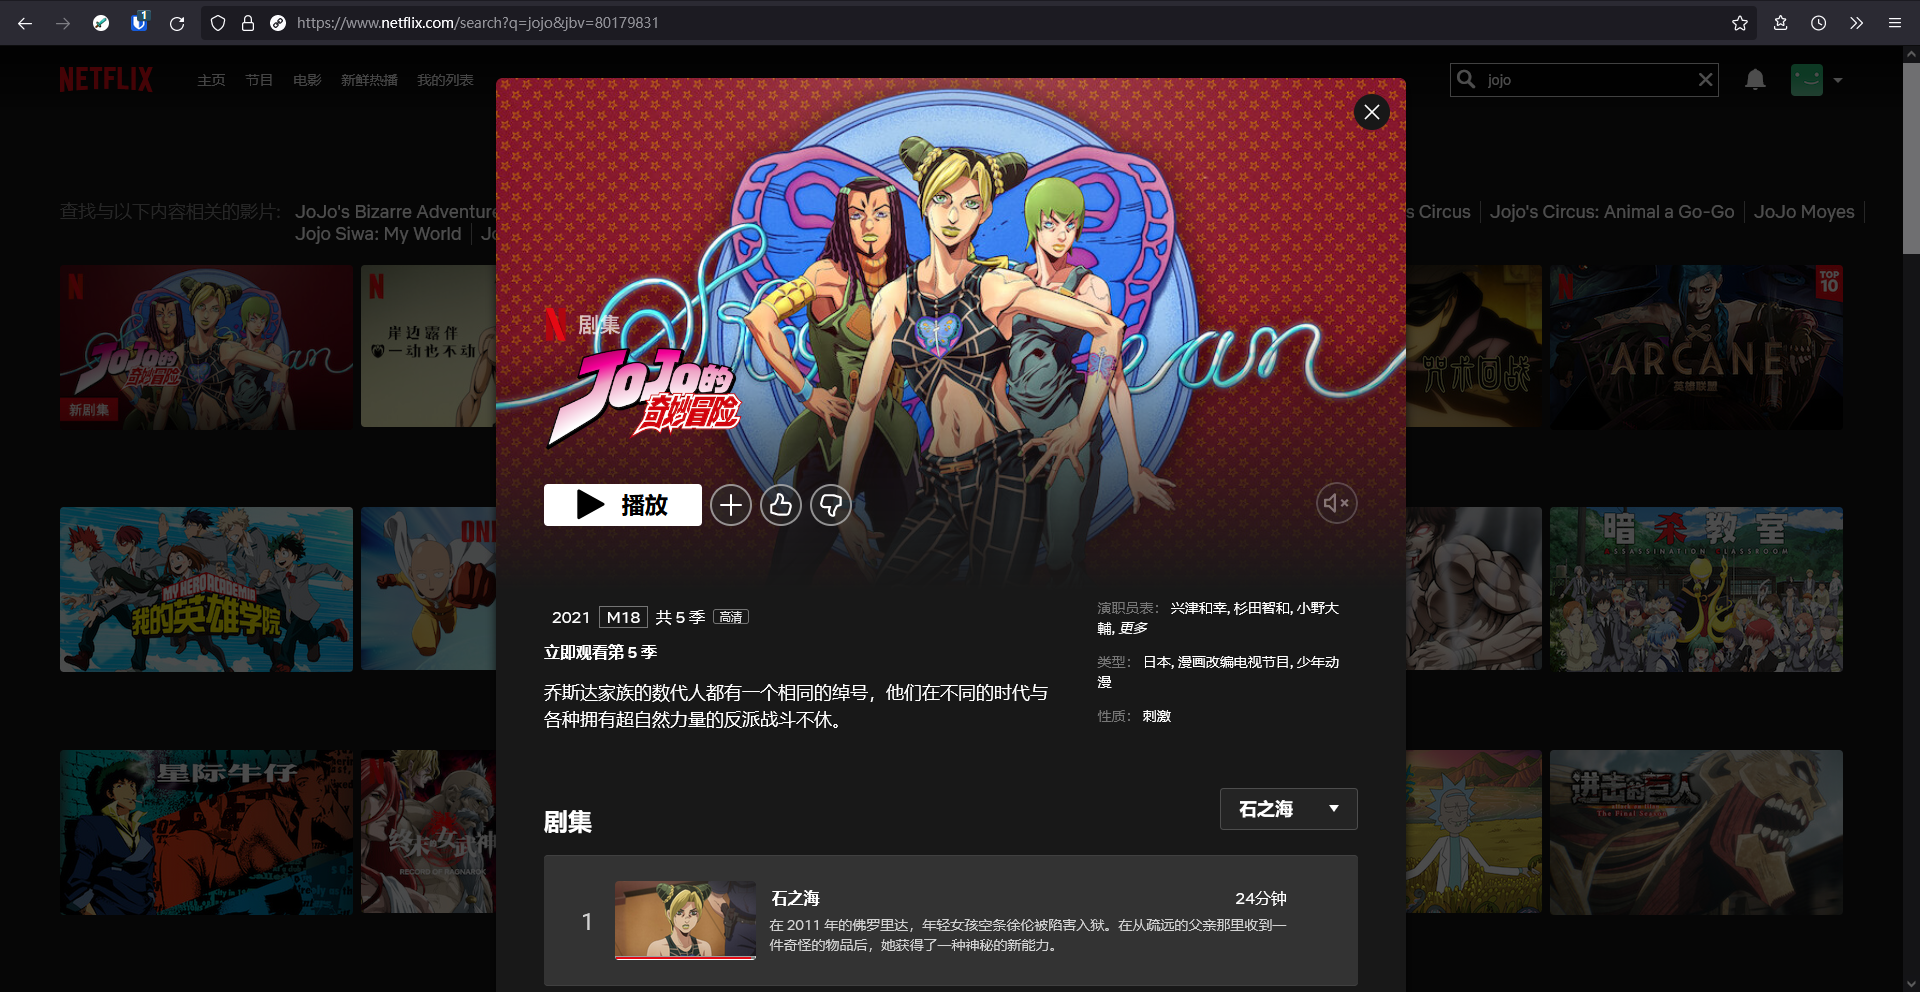 1
https://www.netflix.com/search?q=jojo&jbv=80179831
NETFLIX
主页
节目
电影
新鲜热播
我的列表
jojo
查找与以下内容相关的影片:
JoJo's Bizarre Adventure
s Circus
Jojo's Circus: Animal a Go-Go
JoJo Moyes
Jojo Siwa: My World
新剧集
岸边露伴
一动也不动
咒术回战
TOP
10
ARCANE
英雄联盟
N 剧集
JoJo的
奇妙冒险
播放
2021
M18
共 5 季
高清
立即观看第 5 季
乔斯达家族的数代人都有一个相同的绰号，他们在不同的时代与
各种拥有超自然力量的反派战斗不休。
演职员表： 兴津和幸, 杉田智和, 小野大
輔, 更多
类型： 日本, 漫画改编电视节目, 少年动
漫
性质： 刺激
MY HERO ACADEMIA
我的英雄学院
ON
暗杀教室
ASSASSINATION CLASSROOM
星际牛仔
终末的女武神
RECORD OF RAGNAROK
进击的巨人
The Final Season
剧集
石之海
1
石之海
24分钟
在 2011 年的佛罗里达，年轻女孩空条徐伦被陷害入狱。在从疏远的父亲那里收到一
件奇怪的物品后，她获得了一种神秘的新能力。